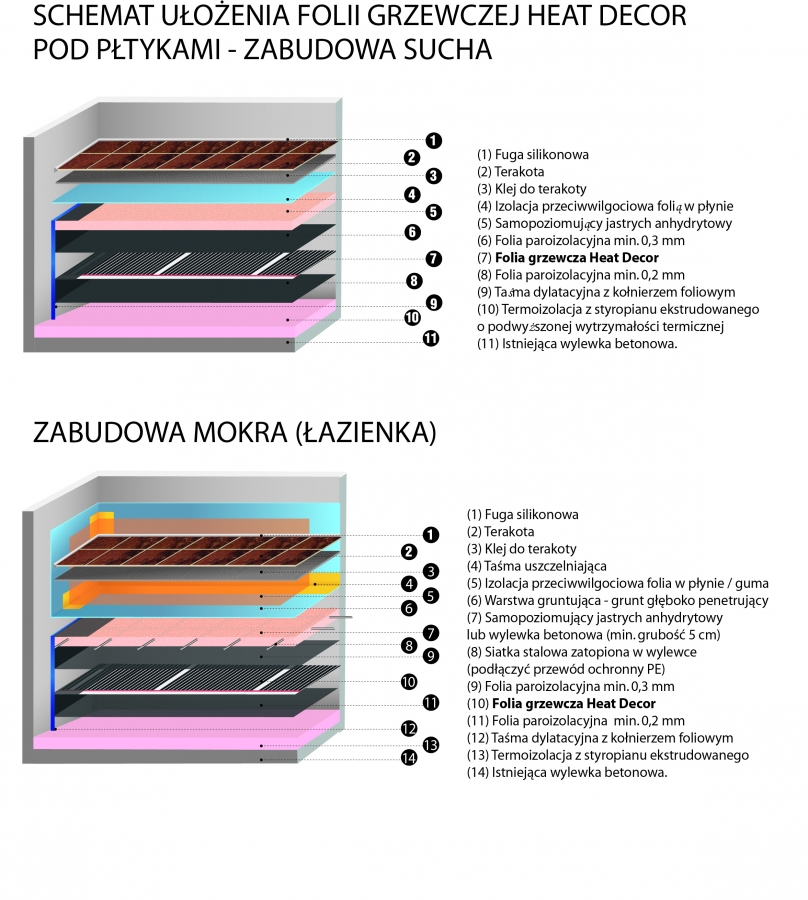 SCHEMAT UŁOŻENIA FOLII GRZEWCZEJ HEAT DECOR
POD PŁTYKAMI - ZABUDOWA SUCHA
1
2
3
4
5
6
7
8
9
10
11
(1) Fuga silikonowa
(2) Terakota
(3) Klej do terakoty
(4) Izolacja przeciwwilgociowa folią w płynie
(5) Samopoziomujący jastrych anhydrytowy
(6) Folia paroizolacyjna min. 0,3 mm
(7) Folia grzewcza Heat Decor
(8) Folia paroizolacyjna min. 0,2 mm
(9) Taśma dylatacyjna z kołnierzem foliowym
(10) Termoizolacja z styropianu ekstrudowanego
o podwyższonej wytrzymałości termicznej
(11) Istniejąca wylewka betonowa.
ZABUDOWA MOKRA (ŁAZIENKA)
1
2
3
4
5
6
7
8
9
10
11
12
13
14
(1) Fuga silikonowa
(2) Terakota
(3) Klej do terakoty
(4) Taśma uszczelniająca
(5) Izolacja przeciwwilgociowa folia w płynie / guma
(6) Warstwa gruntująca - grunt głęboko penetrujący
(7) Samopoziomujący jastrych anhydrytowy
lub wylewka betonowa (min. grubość 5 cm)
(8) Siatka stalowa zatopiona w wylewce
(podłączyć przewód ochronny PE)
(9) Folia paroizolacyjna min. 0,3 mm
(10) Folia grzewcza Heat Decor
(11) Folia paroizolacyjna min. 0,2 mm
(12) Taśma dylatacyjna z kołnierzem foliowym
(13) Termoizolacja z styropianu ekstrudowanego
(14) Istniejąca wylewka betonowa.